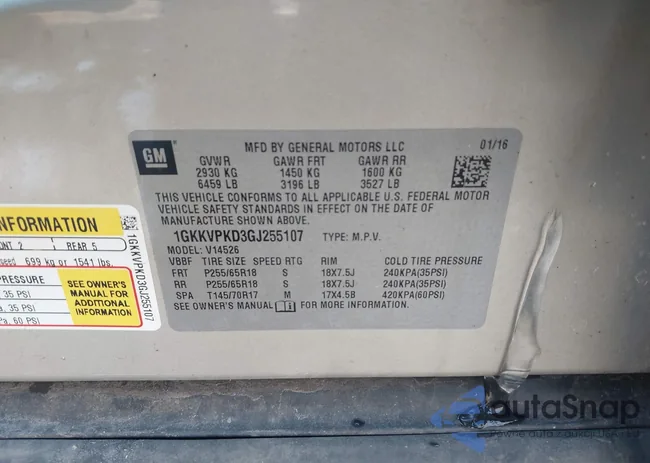 GM
MFD BY GENERAL MOTORS LLC 01/16
GVWR GAWR FRT GAWR RR
2930 KG 1450 KG 1600 KG
6459 LB 3196 LB 3527 LB
THIS VEHICLE CONFORMS TO ALL APPLICABLE U.S. FEDERAL MOTOR
VEHICLE SAFETY STANDARDS IN EFFECT ON THE DATE OF
MANUFACTURE SHOWN ABOVE.
1GKKVPKD3GJ255107 TYPE: M.P.V.
MODEL: V14526
VBBF TIRE SIZE SPEED RTG RIM COLD TIRE PRESSURE
FRT P255/65R18 S 18X7.5J 240KPA(35PSI)
RR P255/65R18 S 18X7.5J 240KPA(35PSI)
SPA T145/70R17 M 17X4.5B 420KPA(60PSI)
SEE OWNER'S MANUAL FOR MORE INFORMATION.
INFORMATION
ONT 2 REAR 5
speed 699 kg or 1541 lbs.
PRESSURE
35 PSI
a, 35 PSI
a, 60 PSI
SEE OWNER'S
MANUAL FOR
ADDITIONAL
INFORMATION
1GKKVPKD3GJ255107
autaSnap